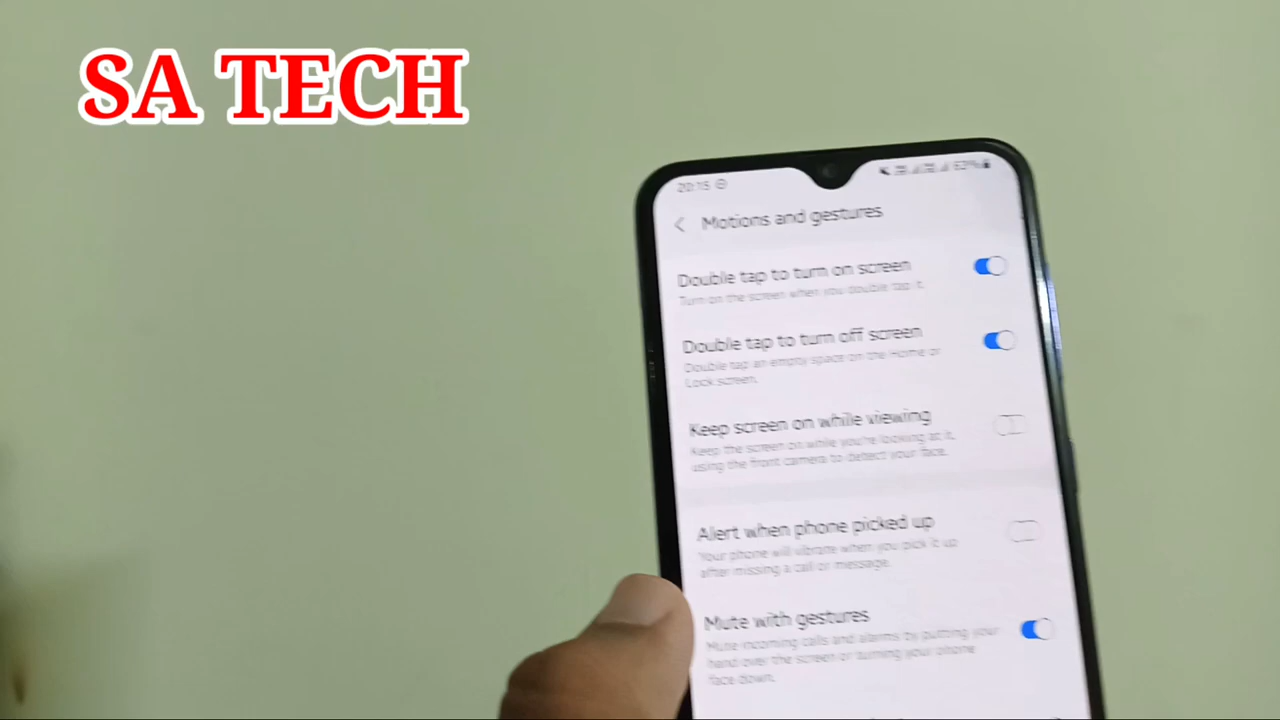 SA TECH
20:15
63%
Motions and gestures
Double tap to turn on screen
Turn on the screen when you double tap it.
Double tap to turn off screen
Double tap an empty space on the Home or
Lock screen.
Keep screen on while viewing
Keep the screen on while you're looking at it,
using the front camera to detect your face.
Alert when phone picked up
Your phone will vibrate when you pick it up
after missing a call or message.
Mute with gestures
Mute incoming calls and alarms by putting your
hand over the screen or turning your phone
face down.